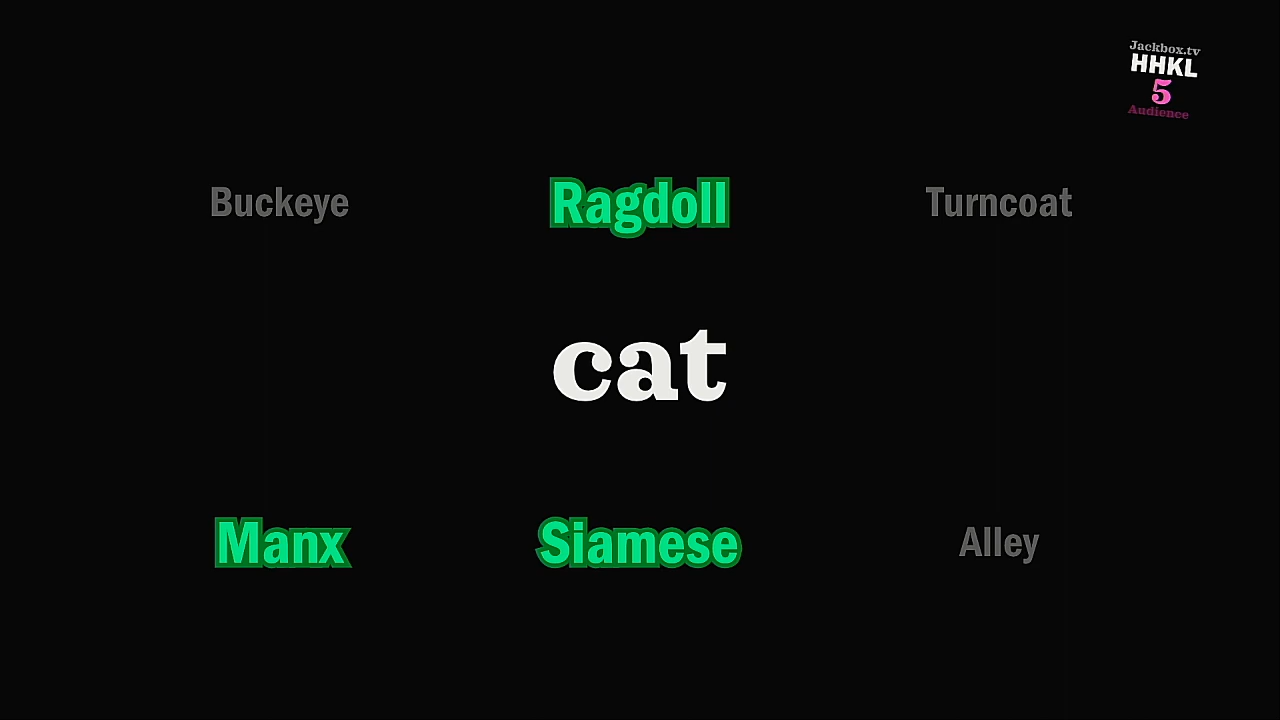 Jackbox.tv
HHKL
5
Audience
Buckeye
Ragdoll
Turncoat
cat
Manx
Siamese
Alley